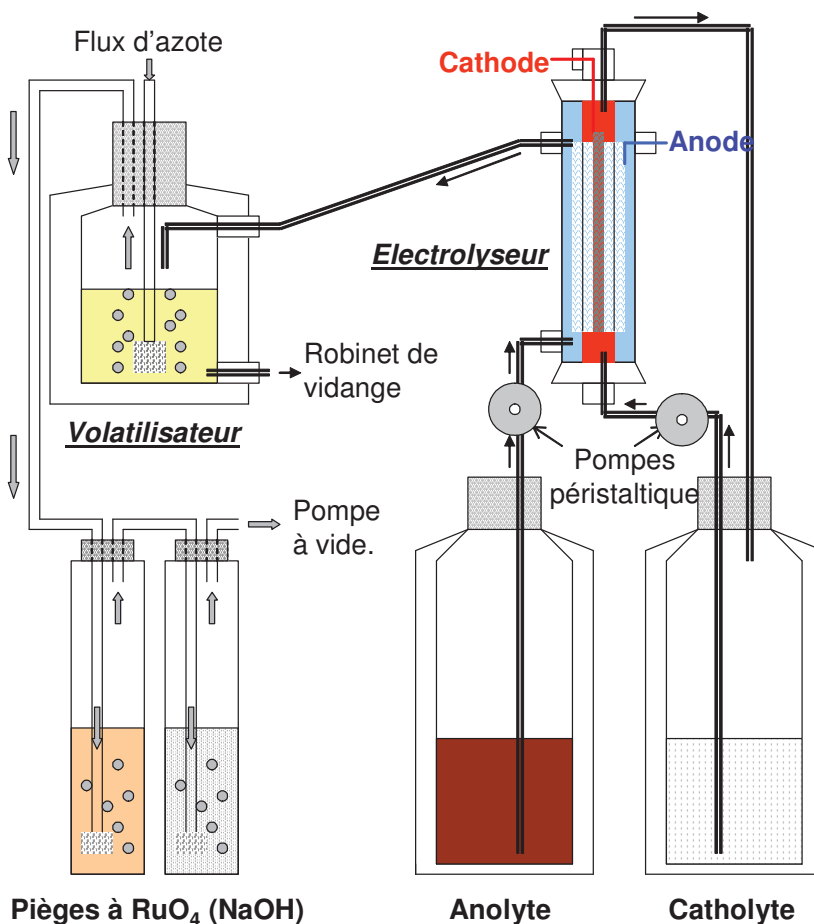 Flux d'azote
Cathode
Anode
Electrolyseur
Robinet de
vidange
Volatilisateur
Pompes
péristaltique
Pompe
à vide.
Pièges à RuO₄ (NaOH)
Anolyte
Catholyte